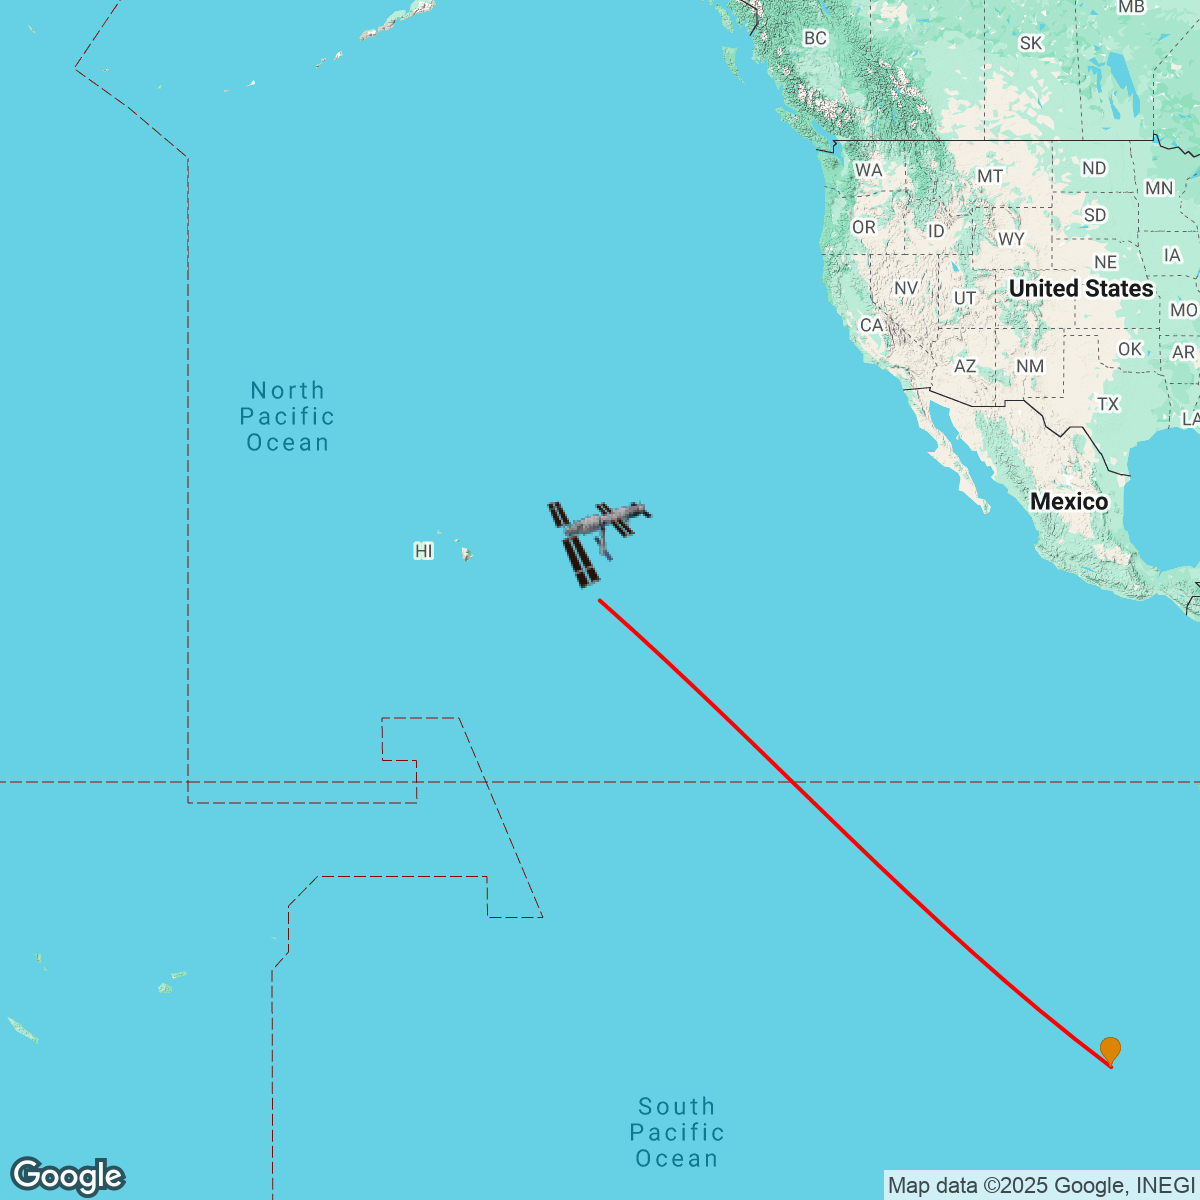 MB
BC
SK
WA
MT
ND
MN
OR
ID
SD
WY
IA
NE
NV
UT
United States
MO
CA
OK
AR
AZ
NM
North
Pacific
Ocean
TX
LA
Mexico
HI
South
Pacific
Ocean
Google
Map data ©2025 Google, INEGI